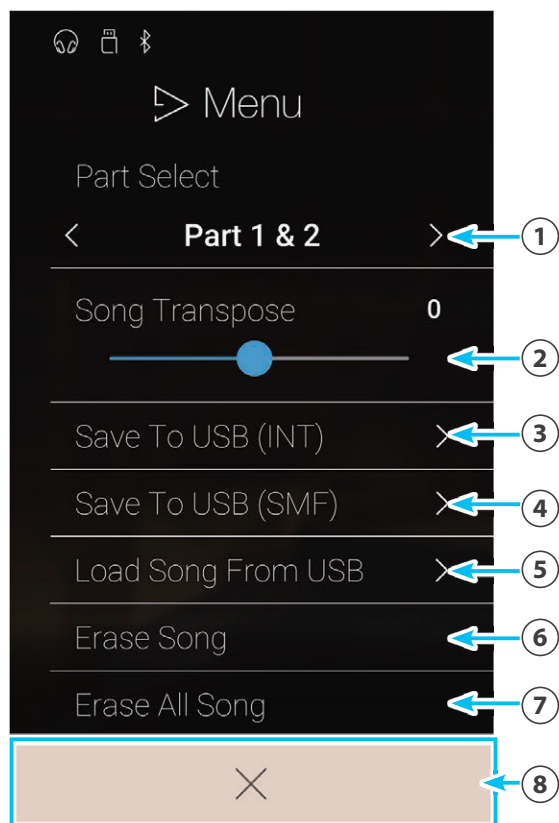 Menu
Part Select
Part 1 & 2
1
Song Transpose 0
2
Save To USB (INT)
3
Save To USB (SMF)
4
Load Song From USB
5
Erase Song
6
Erase All Song
7
8